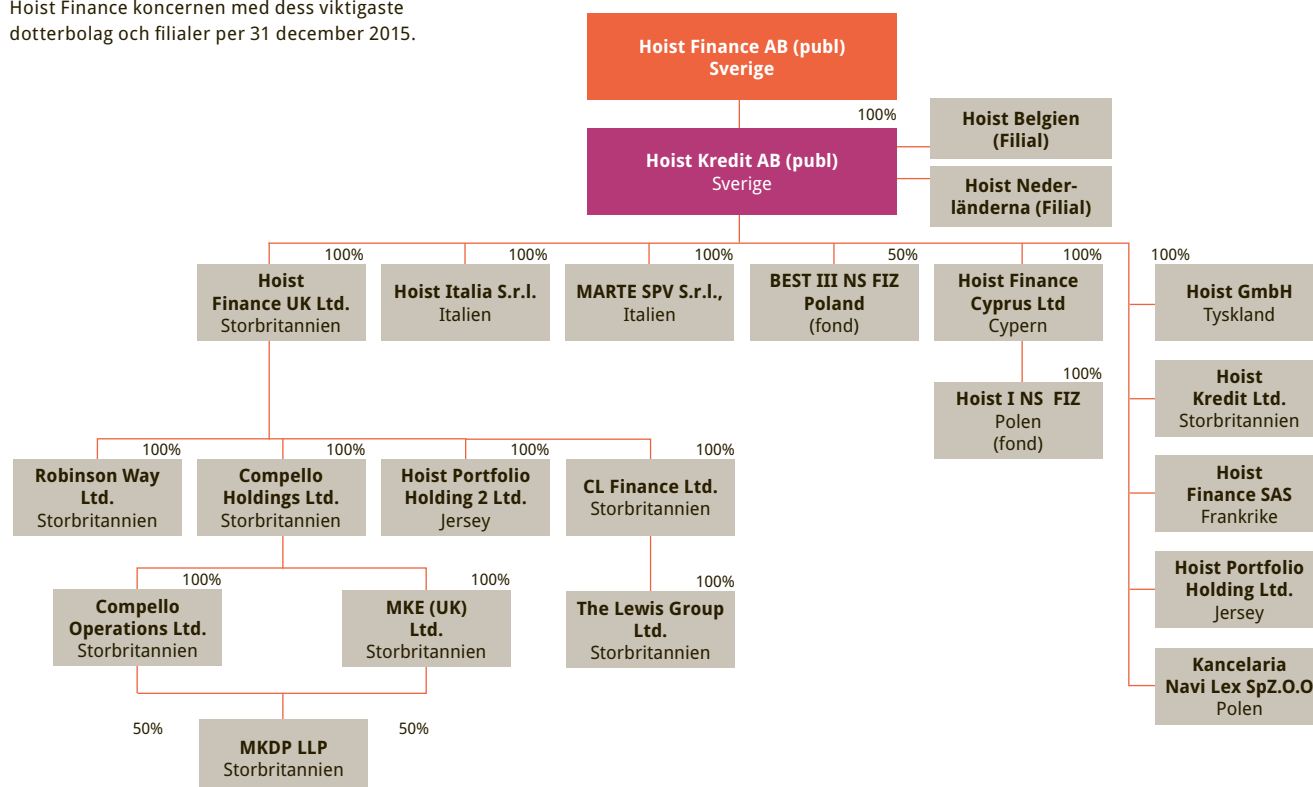 Hoist Finance koncernen med dess viktigaste
dotterbolag och filialer per 31 december 2015.
Hoist Finance AB (publ)
Sverige
100%
Hoist Kredit AB (publ)
Sverige
Hoist Belgien
(Filial)
Hoist Neder-
länderna (Filial)
100%
Hoist
Finance UK Ltd.
Storbritannien
100%
Hoist Italia S.r.l.
Italien
100%
MARTE SPV S.r.l.,
Italien
50%
BEST III NS FIZ
Poland
(fond)
100%
Hoist Finance
Cyprus Ltd
Cypern
100%
Hoist GmbH
Tyskland
100%
Hoist I NS FIZ
Polen
(fond)
Hoist
Kredit Ltd.
Storbritannien
Hoist
Finance SAS
Frankrike
Hoist Portfolio
Holding Ltd.
Jersey
Kancelaria
Navi Lex SpZ.O.O
Polen
100%
Robinson Way
Ltd.
Storbritannien
100%
Compello
Holdings Ltd.
Storbritannien
100%
Hoist Portfolio
Holding 2 Ltd.
Jersey
100%
CL Finance Ltd.
Storbritannien
100%
Compello
Operations Ltd.
Storbritannien
100%
MKE (UK)
Ltd.
Storbritannien
100%
The Lewis Group
Ltd.
Storbritannien
50%
50%
MKDP LLP
Storbritannien